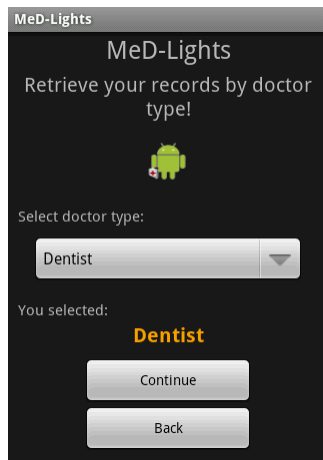 MeD-Lights
MeD-Lights
Retrieve your records by doctor
type!
Select doctor type:
Dentist
You selected:
Dentist
Continue
Back